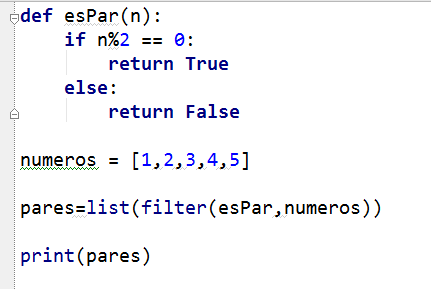 def esPar(n):
    if n%2 == 0:
        return True
    else:
        return False
numeros = [1,2,3,4,5]
pares=list(filter(esPar,numeros))
print(pares)